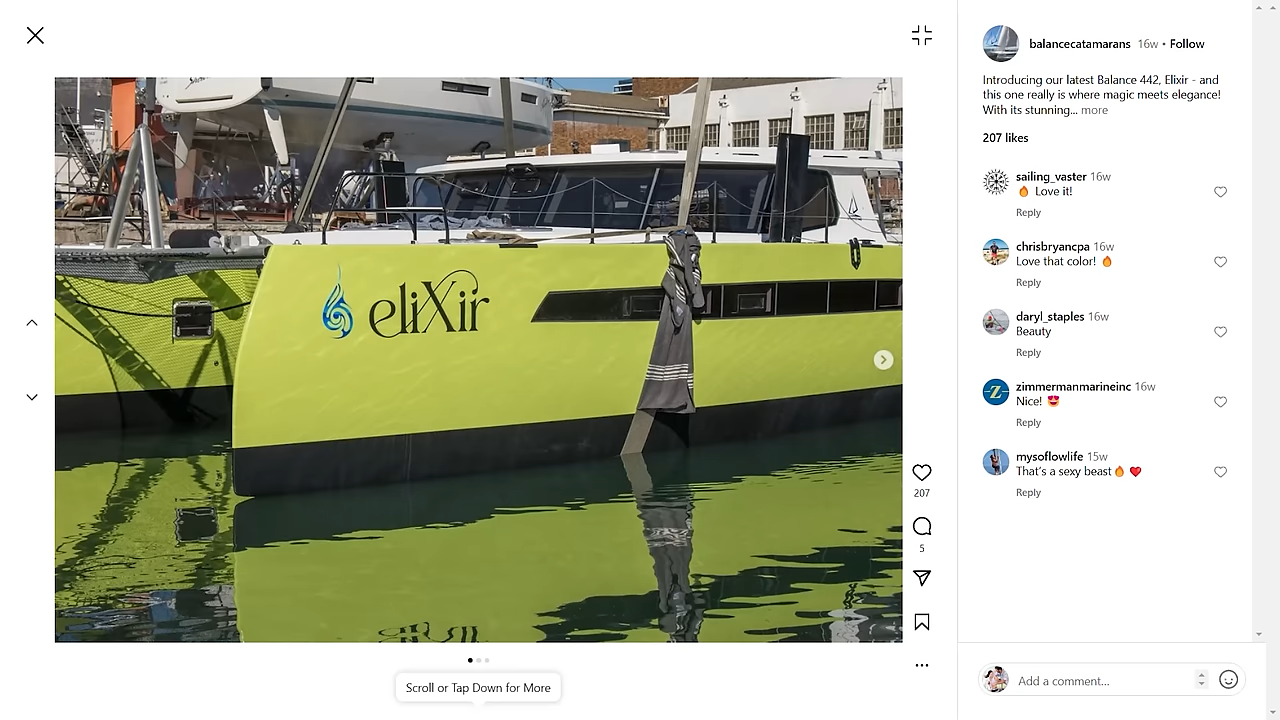 balancecatamarans 16w • Follow
Introducing our latest Balance 442, Elixir - and
this one really is where magic meets elegance!
With its stunning... more
207 likes
sailing_vaster 16w
🔥 Love it!
Reply
chrisbryancpa 16w
Love that color! 🔥
Reply
daryl_staples 16w
Beauty
Reply
zimmermanmarineinc 16w
Nice! 😍
Reply
mysoflowlife 15w
That's a sexy beast🔥 ❤️
Reply
eliXir
207
5
Scroll or Tap Down for More
Add a comment...
Z